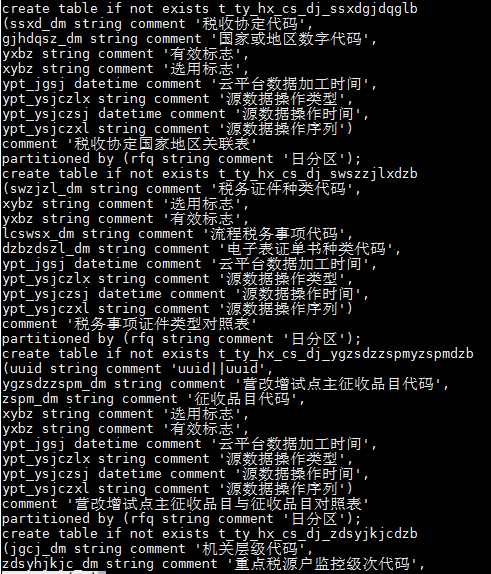 create table if not exists t_ty_hx_cs_dj_ssxdgjdqglb
(ssxd_dm string comment '税收协定代码',
gjhdqsz_dm string comment '国家或地区数字代码',
yxbz string comment '有效标志',
xybz string comment '选用标志',
ypt_jgsj datetime comment '云平台数据加工时间',
ypt_ysjczlx string comment '源数据操作类型',
ypt_ysjczsj datetime comment '源数据操作时间',
ypt_ysjczxl string comment '源数据操作序列')
comment '税收协定国家地区关联表'
partitioned by (rfq string comment '日分区');
create table if not exists t_ty_hx_cs_dj_swszzjlxdzb
(swzjzl_dm string comment '税务证件种类代码',
xybz string comment '选用标志',
yxbz string comment '有效标志',
lcswsx_dm string comment '流程税务事项代码',
dzbzdszl_dm string comment '电子表证单书种类代码',
ypt_jgsj datetime comment '云平台数据加工时间',
ypt_ysjczlx string comment '源数据操作类型',
ypt_ysjczsj datetime comment '源数据操作时间',
ypt_ysjczxl string comment '源数据操作序列')
comment '税务事项证件类型对照表'
partitioned by (rfq string comment '日分区');
create table if not exists t_ty_hx_cs_dj_ygzsdzzspmyzspmdzb
(uuid string comment 'uuid||uuid',
ygzsdzzspm_dm string comment '营改增试点主征收品目代码',
zspm_dm string comment '征收品目代码',
xybz string comment '选用标志',
yxbz string comment '有效标志',
ypt_jgsj datetime comment '云平台数据加工时间',
ypt_ysjczlx string comment '源数据操作类型',
ypt_ysjczsj datetime comment '源数据操作时间',
ypt_ysjczxl string comment '源数据操作序列')
comment '营改增试点主征收品目与征收品目对照表'
partitioned by (rfq string comment '日分区');
create table if not exists t_ty_hx_cs_dj_zdsyjkjcdzb
(jgcj_dm string comment '机关层级代码',
zdsyhjkjc_dm string comment '重点税源户监控级次代码',